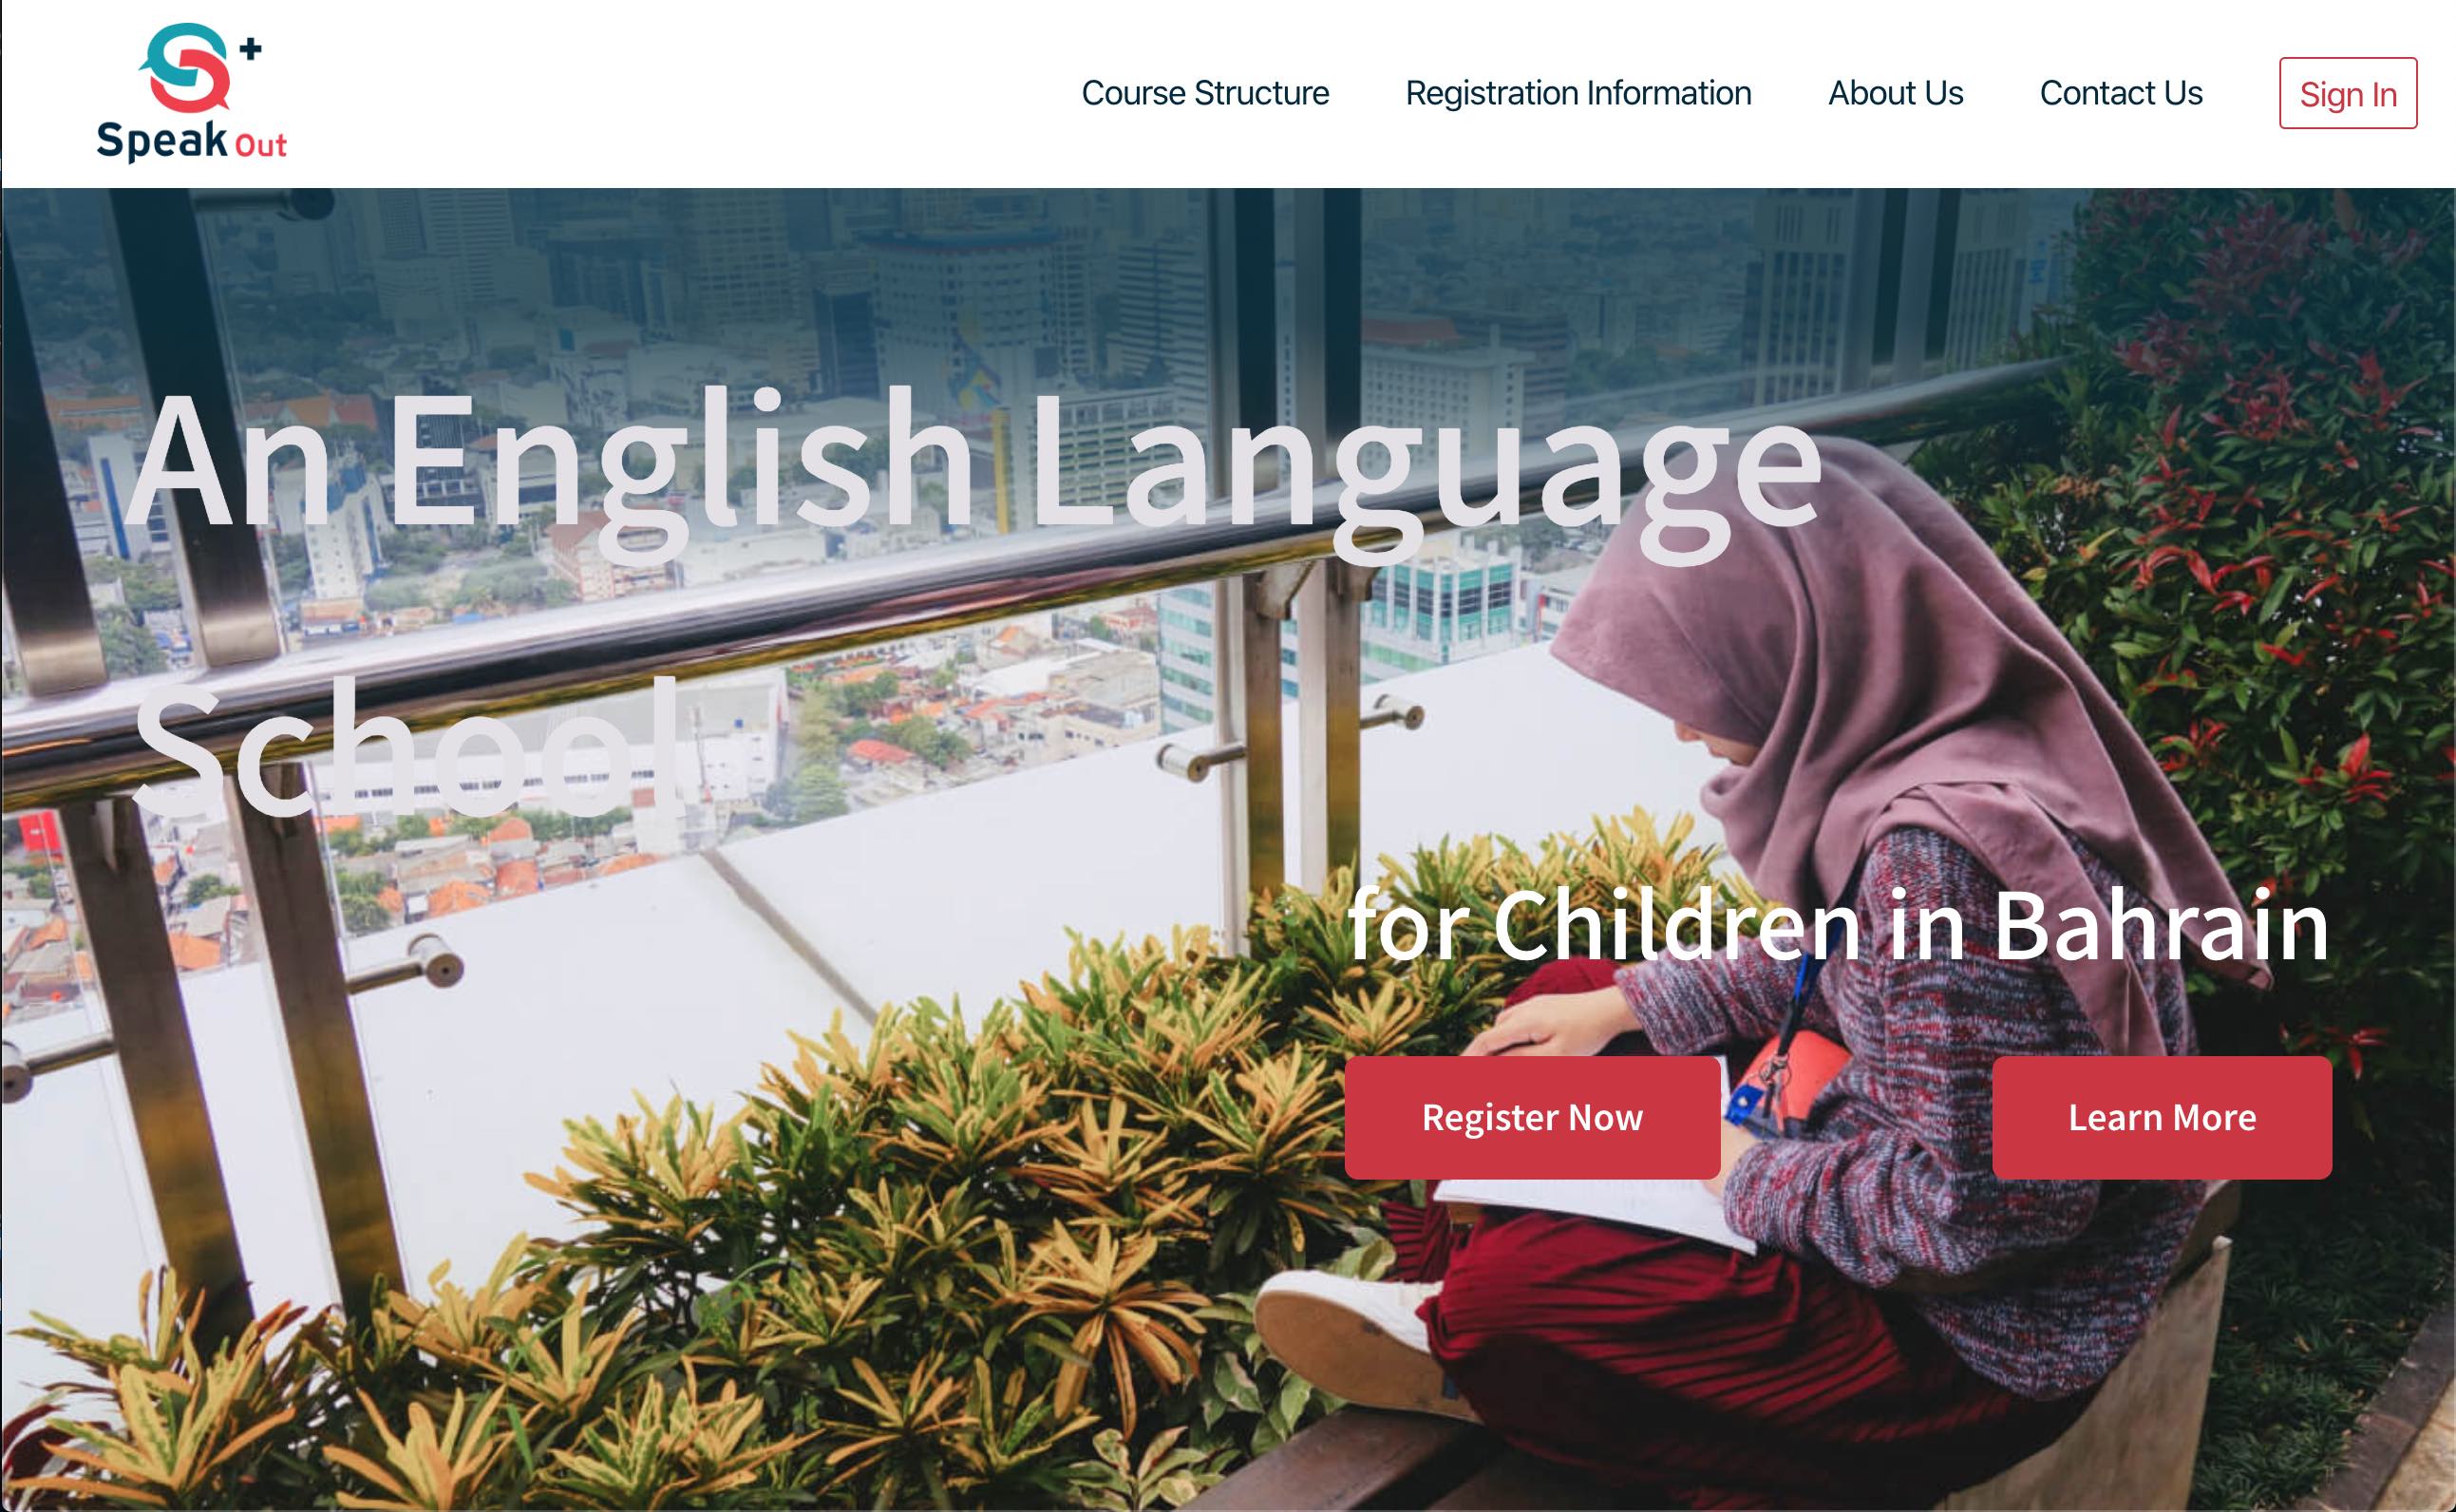 +
Speak Out
Course Structure
Registration Information
About Us
Contact Us
Sign In
An English Language
School
for Children in Bahrain
Register Now
Learn More